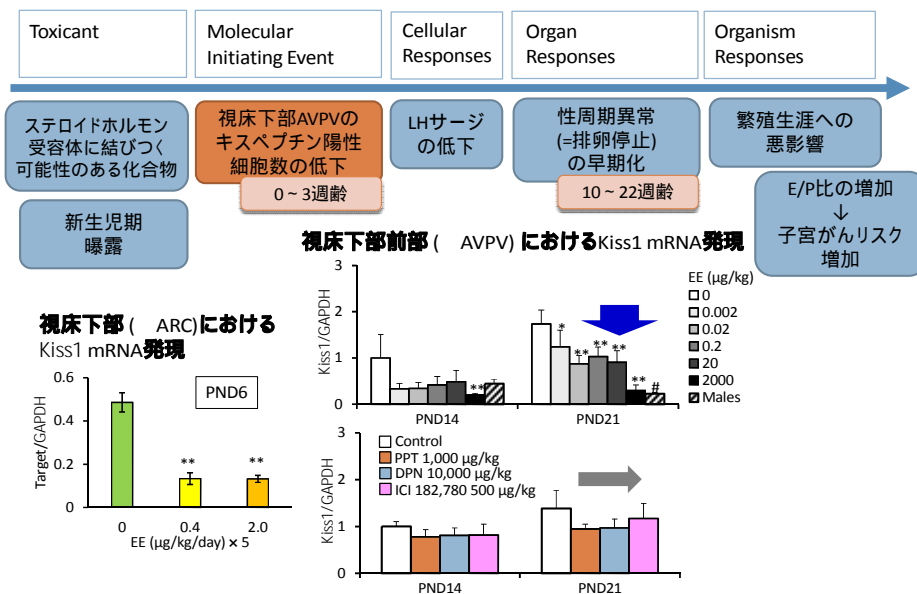 Toxicant
Molecular
Initiating Event
Cellular
Responses
Organ
Responses
Organism
Responses
ステロイドホルモン
受容体に結びつく
可能性のある化合物
新生児期
曝露
視床下部AVPVの
キスペプチン陽性
細胞数の低下
0~3週齢
LHサージ
の低下
性周期異常
(=排卵停止)
の早期化
10~22週齢
繁殖生涯への
悪影響
E/P比の増加
↓
子宮がんリスク
増加
視床下部(　ARC)における
Kiss1 mRNA発現
Target/GAPDH
0.6
0.4
0.2
0
PND6
**
**
0
0.4
2.0
EE (µg/kg/day) × 5
視床下部前部(　AVPV) におけるKiss1 mRNA発現
Kiss1/GAPDH
3
2
1
0
**
*
**
**
**
**
#
PND14
PND21
EE (µg/kg)
0
0.002
0.02
0.2
20
2000
Males
Kiss1/GAPDH
3
2
1
0
Control
PPT 1,000 µg/kg
DPN 10,000 µg/kg
ICI 182,780 500 µg/kg
PND14
PND21